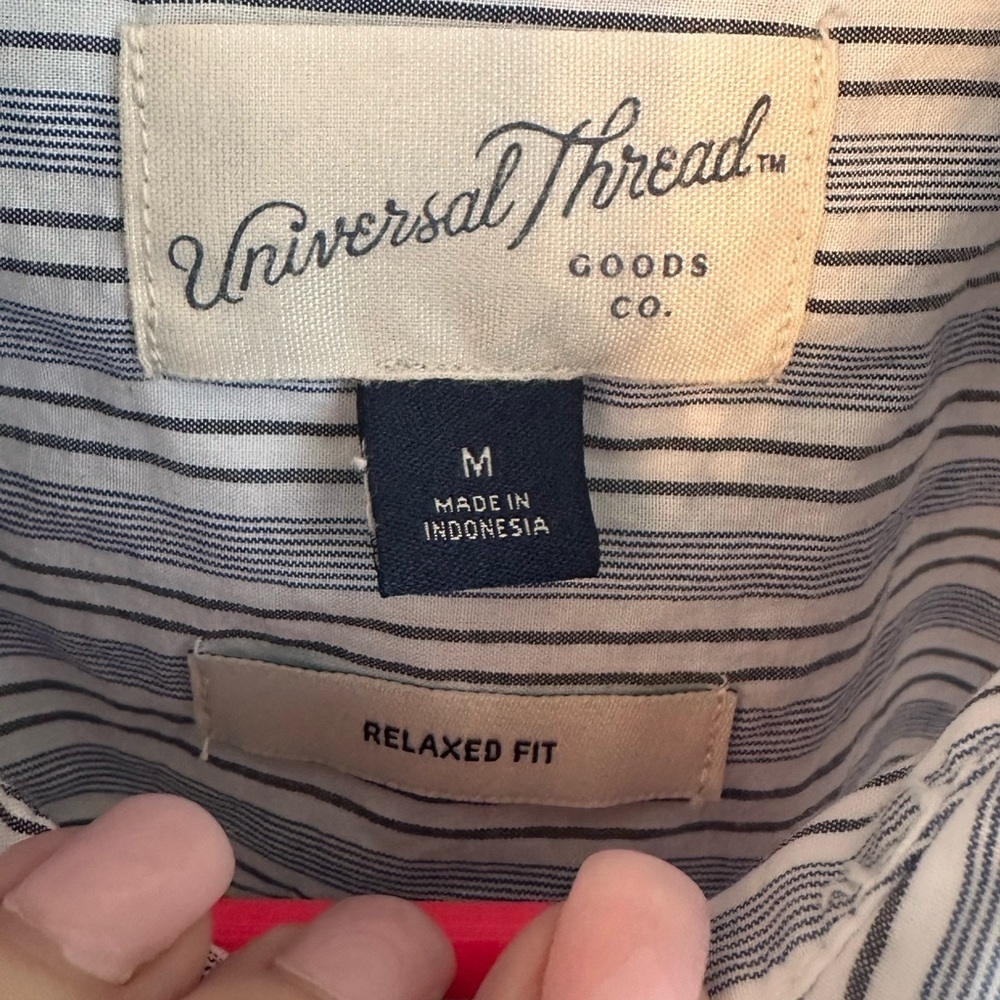 Universal Thread™
GOODS
CO.
M
MADE IN
INDONESIA
RELAXED FIT